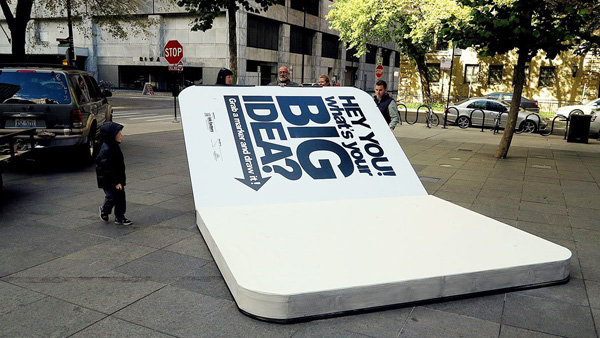 HEY YOU!
What's your
BIG
IDEA?
Grab a marker and draw it!
STOP